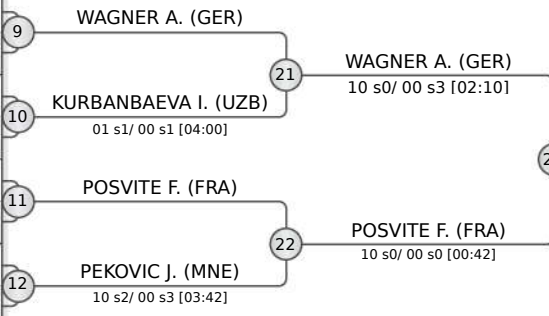 9
WAGNER A. (GER)
21
WAGNER A. (GER)
10 s0/ 00 s3 [02:10]
10
KURBANBAEVA I. (UZB)
01 s1/ 00 s1 [04:00]
11
POSVITE F. (FRA)
22
POSVITE F. (FRA)
10 s0/ 00 s0 [00:42]
12
PEKOVIC J. (MNE)
10 s2/ 00 s3 [03:42]